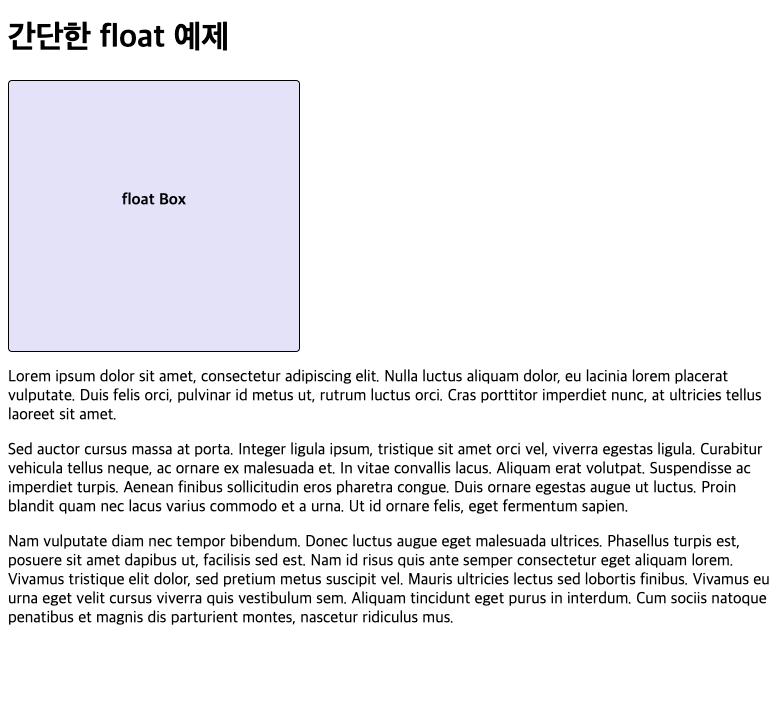 간단한 float 예제
float Box
Lorem ipsum dolor sit amet, consectetur adipiscing elit. Nulla luctus aliquam dolor, eu lacinia lorem placerat
vulputate. Duis felis orci, pulvinar id metus ut, rutrum luctus orci. Cras porttitor imperdiet nunc, at ultricies tellus
laoreet sit amet.
Sed auctor cursus massa at porta. Integer ligula ipsum, tristique sit amet orci vel, viverra egestas ligula. Curabitur
vehicula tellus neque, ac ornare ex malesuada et. In vitae convallis lacus. Aliquam erat volutpat. Suspendisse ac
imperdiet turpis. Aenean finibus sollicitudin eros pharetra congue. Duis ornare egestas augue ut luctus. Proin
blandit quam nec lacus varius commodo et a urna. Ut id ornare felis, eget fermentum sapien.
Nam vulputate diam nec tempor bibendum. Donec luctus augue eget malesuada ultrices. Phasellus turpis est,
posuere sit amet dapibus ut, facilisis sed est. Nam id risus quis ante semper consectetur eget aliquam lorem.
Vivamus tristique elit dolor, sed pretium metus suscipit vel. Mauris ultricies lectus sed lobortis finibus. Vivamus eu
urna eget velit cursus viverra quis vestibulum sem. Aliquam tincidunt eget purus in interdum. Cum sociis natoque
penatibus et magnis dis parturient montes, nascetur ridiculus mus.